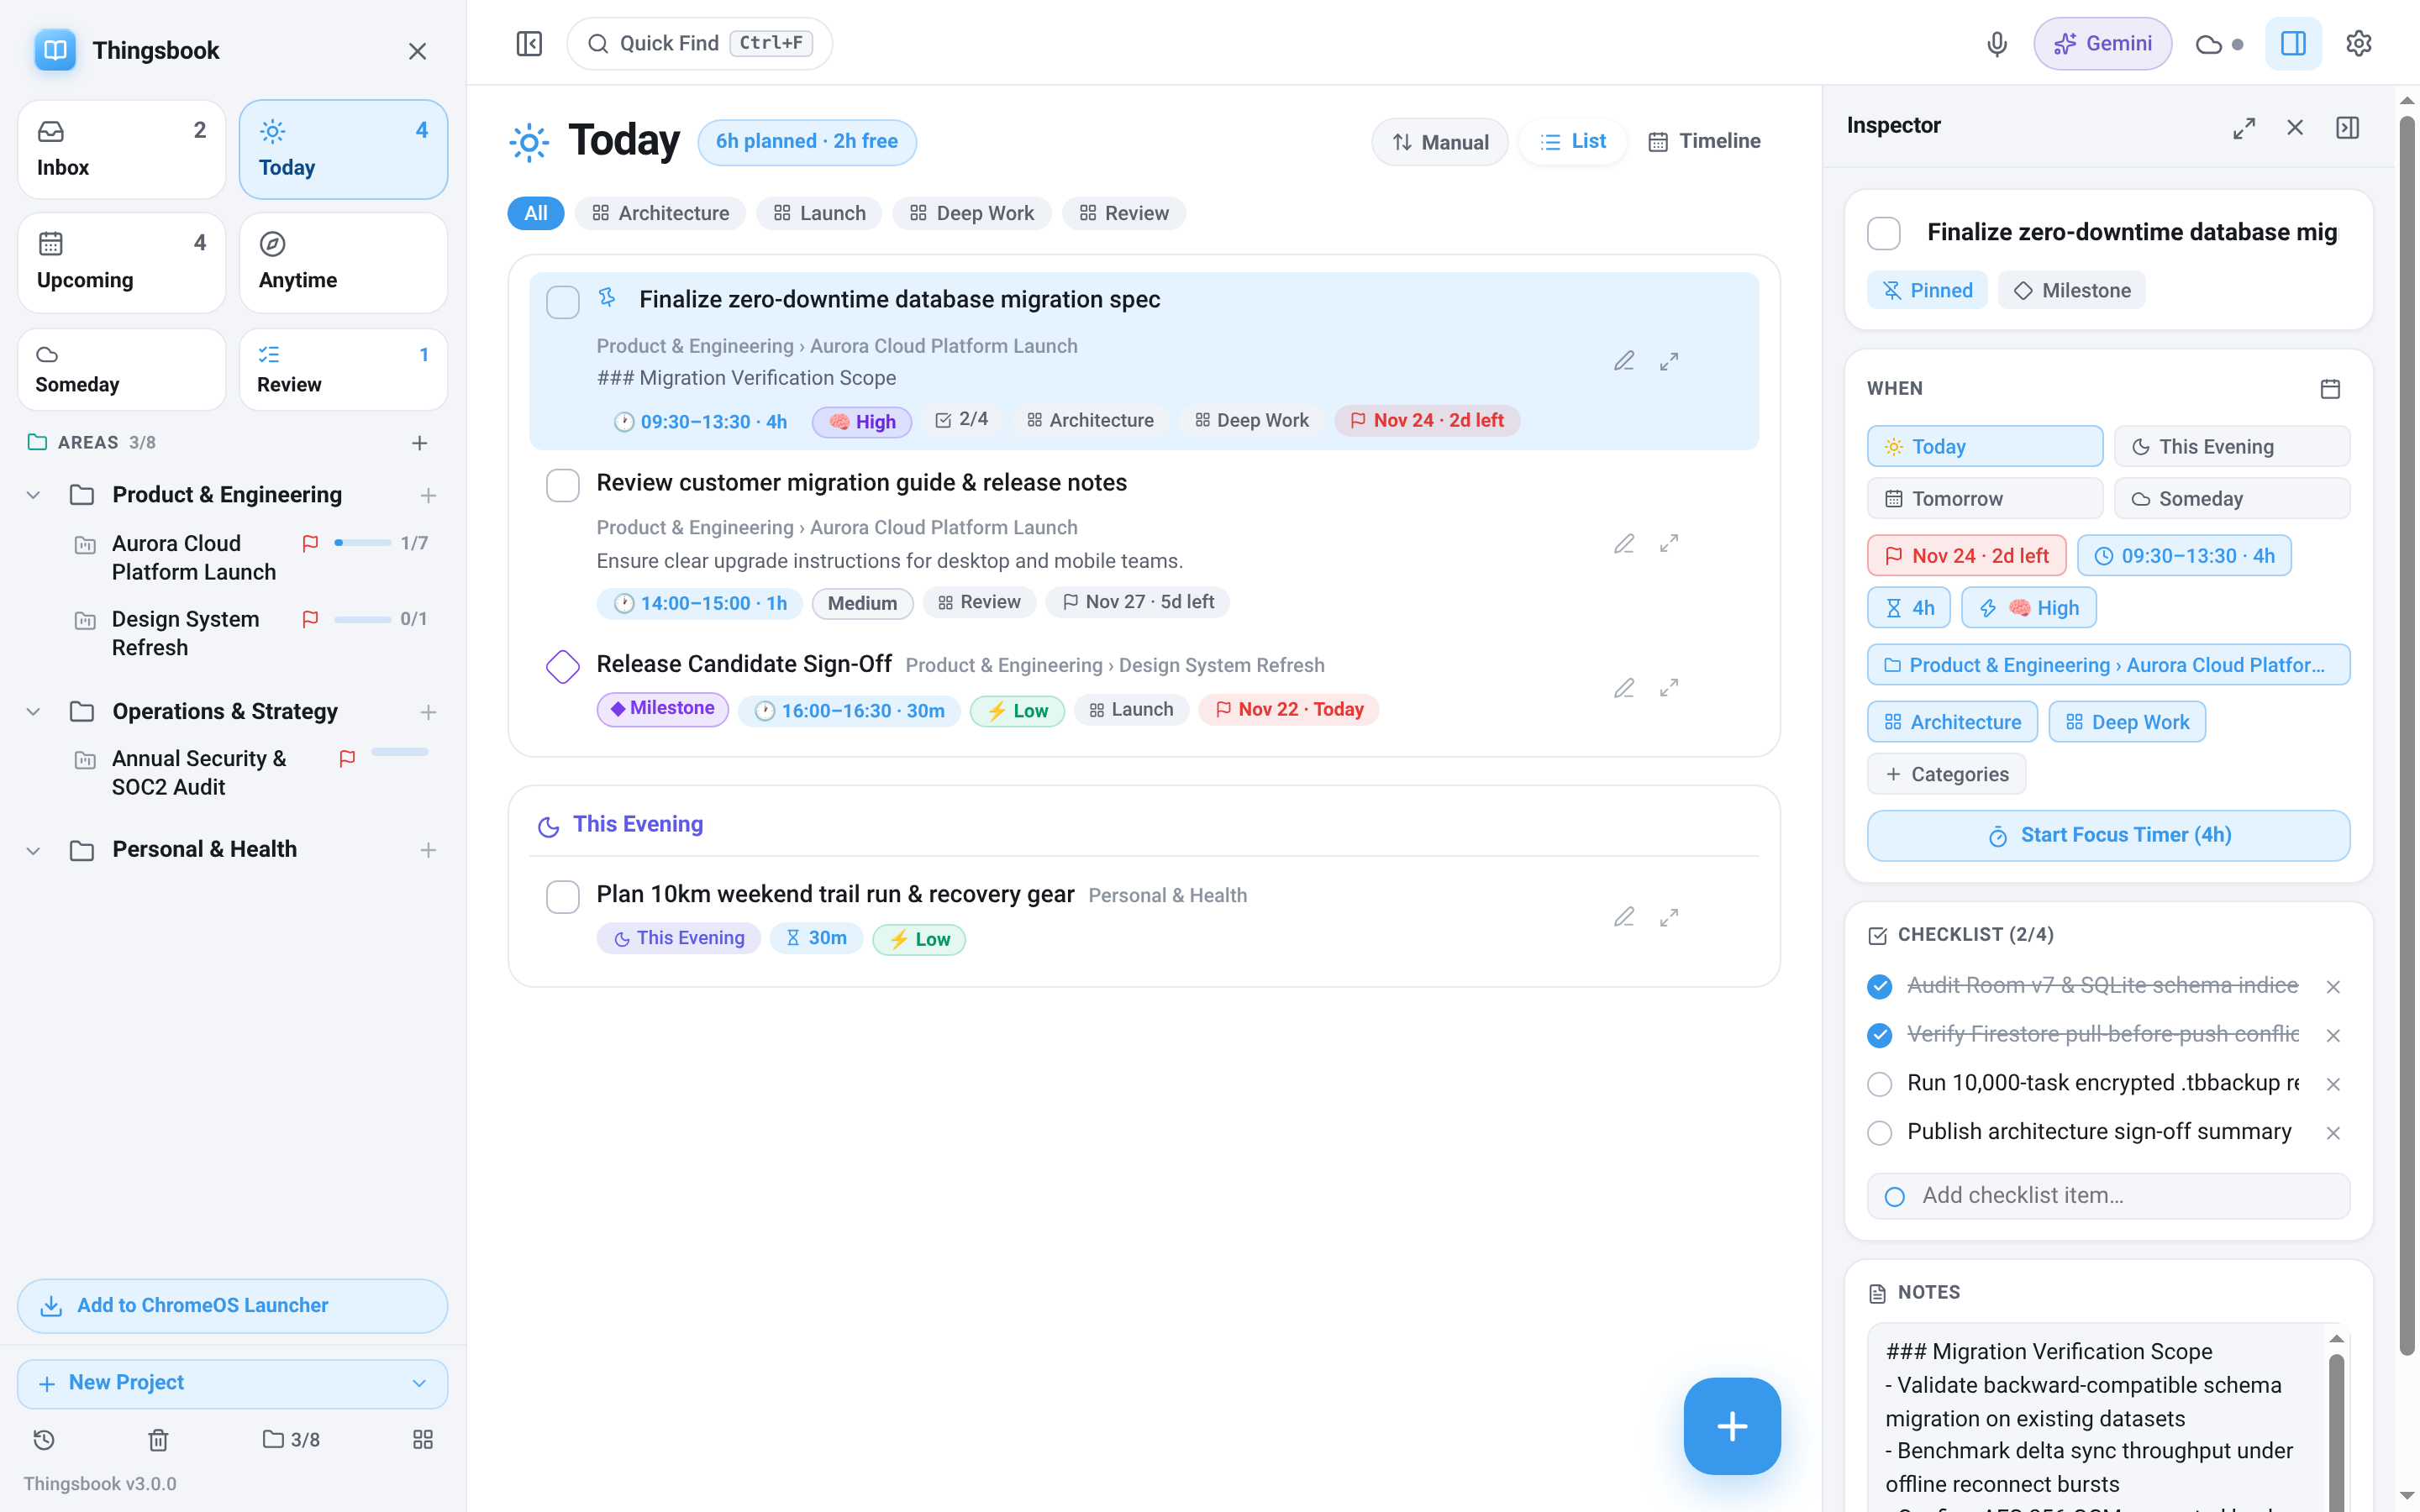 Thingsbook
Inbox 2
Today 4
Upcoming 4
Anytime
Someday
Review 1
AREAS 3/8
Product & Engineering
Aurora Cloud
Platform Launch
1/7
Design System
Refresh
0/1
Operations & Strategy
Annual Security &
SOC2 Audit
Personal & Health
Add to ChromeOS Launcher
New Project
3/8
Thingsbook v3.0.0
Quick Find Ctrl+F
Gemini
Today 6h planned · 2h free
Manual List Timeline
All Architecture Launch Deep Work Review
Finalize zero-downtime database migration spec
Product & Engineering › Aurora Cloud Platform Launch
### Migration Verification Scope
09:30–13:30 · 4h 🧠 High 2/4 Architecture Deep Work Nov 24 · 2d left
Review customer migration guide & release notes
Product & Engineering › Aurora Cloud Platform Launch
Ensure clear upgrade instructions for desktop and mobile teams.
14:00–15:00 · 1h Medium Review Nov 27 · 5d left
Release Candidate Sign-Off Product & Engineering › Design System Refresh
◆ Milestone 16:00–16:30 · 30m ⚡ Low Launch Nov 22 · Today
This Evening
Plan 10km weekend trail run & recovery gear Personal & Health
This Evening 30m ⚡ Low
Inspector
Finalize zero-downtime database mig
Pinned Milestone
WHEN
Today This Evening
Tomorrow Someday
Nov 24 · 2d left 09:30–13:30 · 4h
4h 🧠 High
Product & Engineering › Aurora Cloud Platfor...
Architecture Deep Work
+ Categories
Start Focus Timer (4h)
CHECKLIST (2/4)
Audit Room v7 & SQLite schema indice
Verify Firestore pull-before-push conflic
Run 10,000-task encrypted .tbbackup re
Publish architecture sign-off summary
Add checklist item...
NOTES
### Migration Verification Scope
- Validate backward-compatible schema
migration on existing datasets
- Benchmark delta sync throughput under
offline reconnect bursts